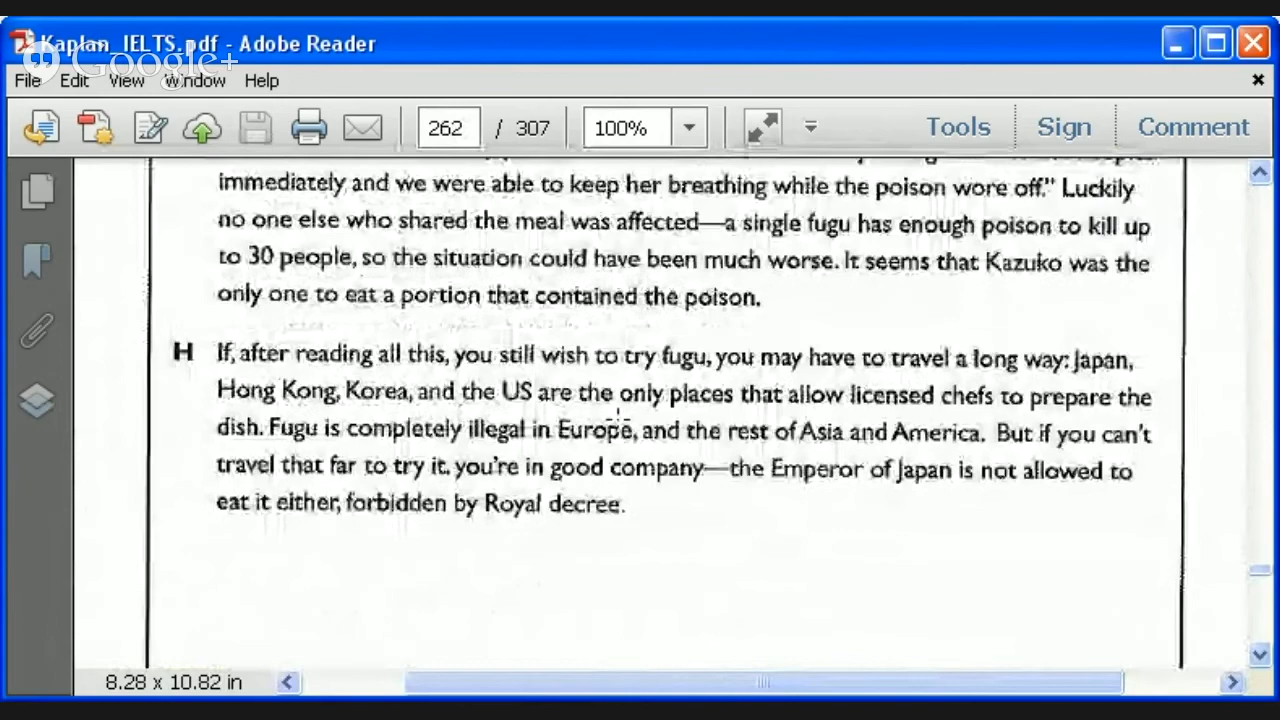 Kaplan_IELTS.pdf - Adobe Reader
Google+
File Edit View Window Help
262 / 307 100% Tools Sign Comment
immediately and we were able to keep her breathing while the poison wore off." Luckily
no one else who shared the meal was affected—a single fugu has enough poison to kill up
to 30 people, so the situation could have been much worse. It seems that Kazuko was the
only one to eat a portion that contained the poison.
H If, after reading all this, you still wish to try fugu, you may have to travel a long way: Japan,
Hong Kong, Korea, and the US are the only places that allow licensed chefs to prepare the
dish. Fugu is completely illegal in Europe, and the rest of Asia and America. But if you can't
travel that far to try it, you're in good company—the Emperor of Japan is not allowed to
eat it either, forbidden by Royal decree.
8.28 x 10.82 in